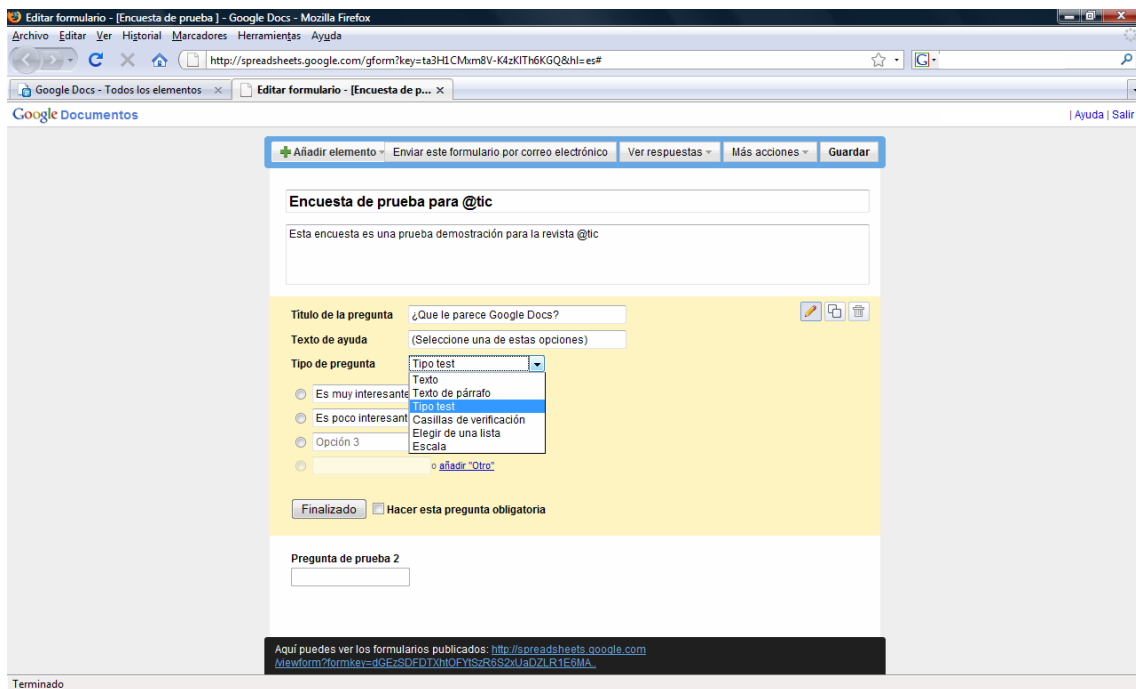 Editar formulario - [Encuesta de prueba ] - Google Docs - Mozilla Firefox
Archivo Editar Ver Historial Marcadores Herramientas Ayuda
http://spreadsheets.google.com/gform?key=ta3H1CMxm8V-K4zKlTh6KGQ&hl=es#
G
Google Docs - Todos los elementos
Editar formulario - [Encuesta de p...
Google Documentos
| Ayuda | Salir
Añadir elemento Enviar este formulario por correo electrónico Ver respuestas Más acciones Guardar
Encuesta de prueba para @tic
Esta encuesta es una prueba demostración para la revista @tic
Titulo de la pregunta ¿Que le parece Google Docs?
Texto de ayuda (Seleccione una de estas opciones)
Tipo de pregunta Tipo test
Texto
Es muy interesante Texto de párrafo
Tipo test
Es poco interesant Casillas de verificación
Elegir de una lista
Opción 3 Escala
o añadir "Otro"
Finalizado Hacer esta pregunta obligatoria
Pregunta de prueba 2
Aquí puedes ver los formularios publicados: http://spreadsheets.google.com
/viewform?formkey=dGEzSDFDTXhtOFYtSzR6S2xUaDZLR1E6MA..
Terminado